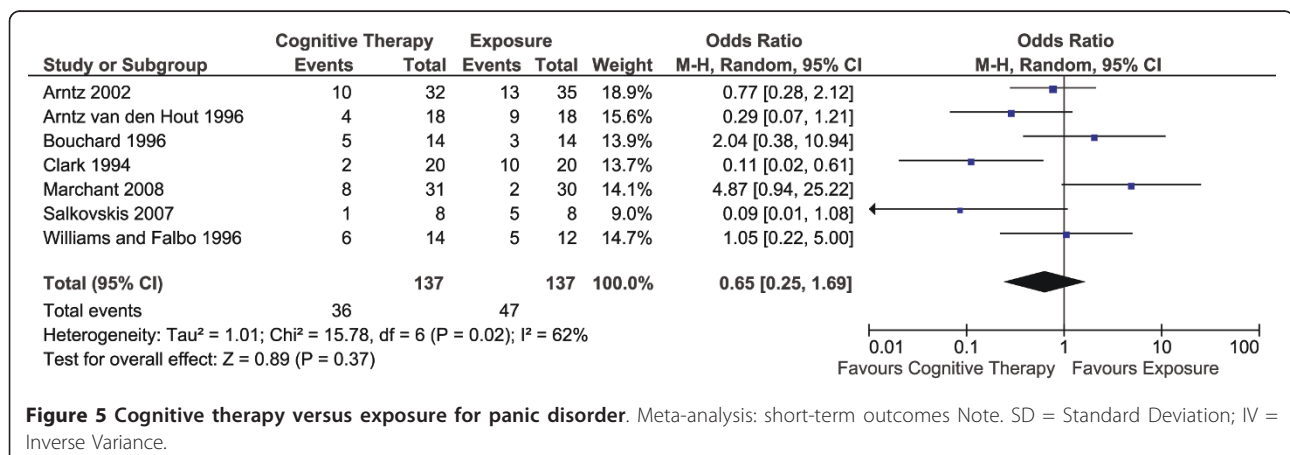 Cognitive Therapy Exposure Odds Ratio Odds Ratio
Study or Subgroup Events Total Events Total Weight M-H, Random, 95% CI M-H, Random, 95% CI
Arntz 2002 10 32 13 35 18.9% 0.77 [0.28, 2.12]
Arntz van den Hout 1996 4 18 9 18 15.6% 0.29 [0.07, 1.21]
Bouchard 1996 5 14 3 14 13.9% 2.04 [0.38, 10.94]
Clark 1994 2 20 10 20 13.7% 0.11 [0.02, 0.61]
Marchant 2008 8 31 2 30 14.1% 4.87 [0.94, 25.22]
Salkovskis 2007 1 8 5 8 9.0% 0.09 [0.01, 1.08]
Williams and Falbo 1996 6 14 5 12 14.7% 1.05 [0.22, 5.00]
Total (95% CI) 137 137 100.0% 0.65 [0.25, 1.69]
Total events 36 47
Heterogeneity: Tau² = 1.01; Chi² = 15.78, df = 6 (P = 0.02); I² = 62%
Test for overall effect: Z = 0.89 (P = 0.37)
0.01 0.1 1 10 100
Favours Cognitive Therapy Favours Exposure
Figure 5 Cognitive therapy versus exposure for panic disorder. Meta-analysis: short-term outcomes Note. SD = Standard Deviation; IV =
Inverse Variance.